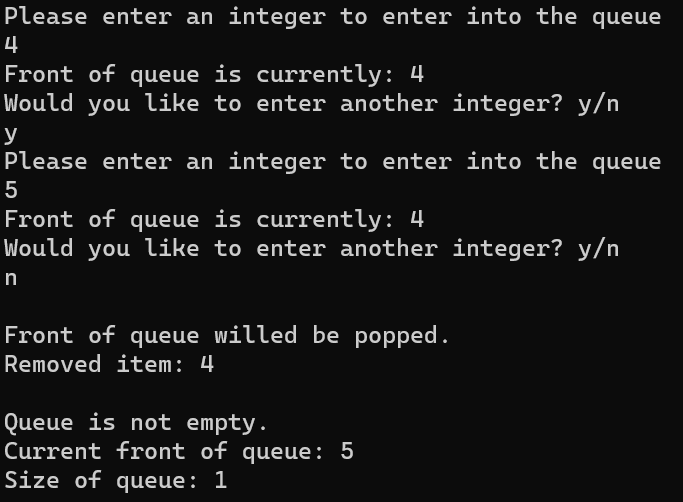 Please enter an integer to enter into the queue
4
Front of queue is currently: 4
Would you like to enter another integer? y/n
y
Please enter an integer to enter into the queue
5
Front of queue is currently: 4
Would you like to enter another integer? y/n
n
Front of queue willed be popped.
Removed item: 4
Queue is not empty.
Current front of queue: 5
Size of queue: 1